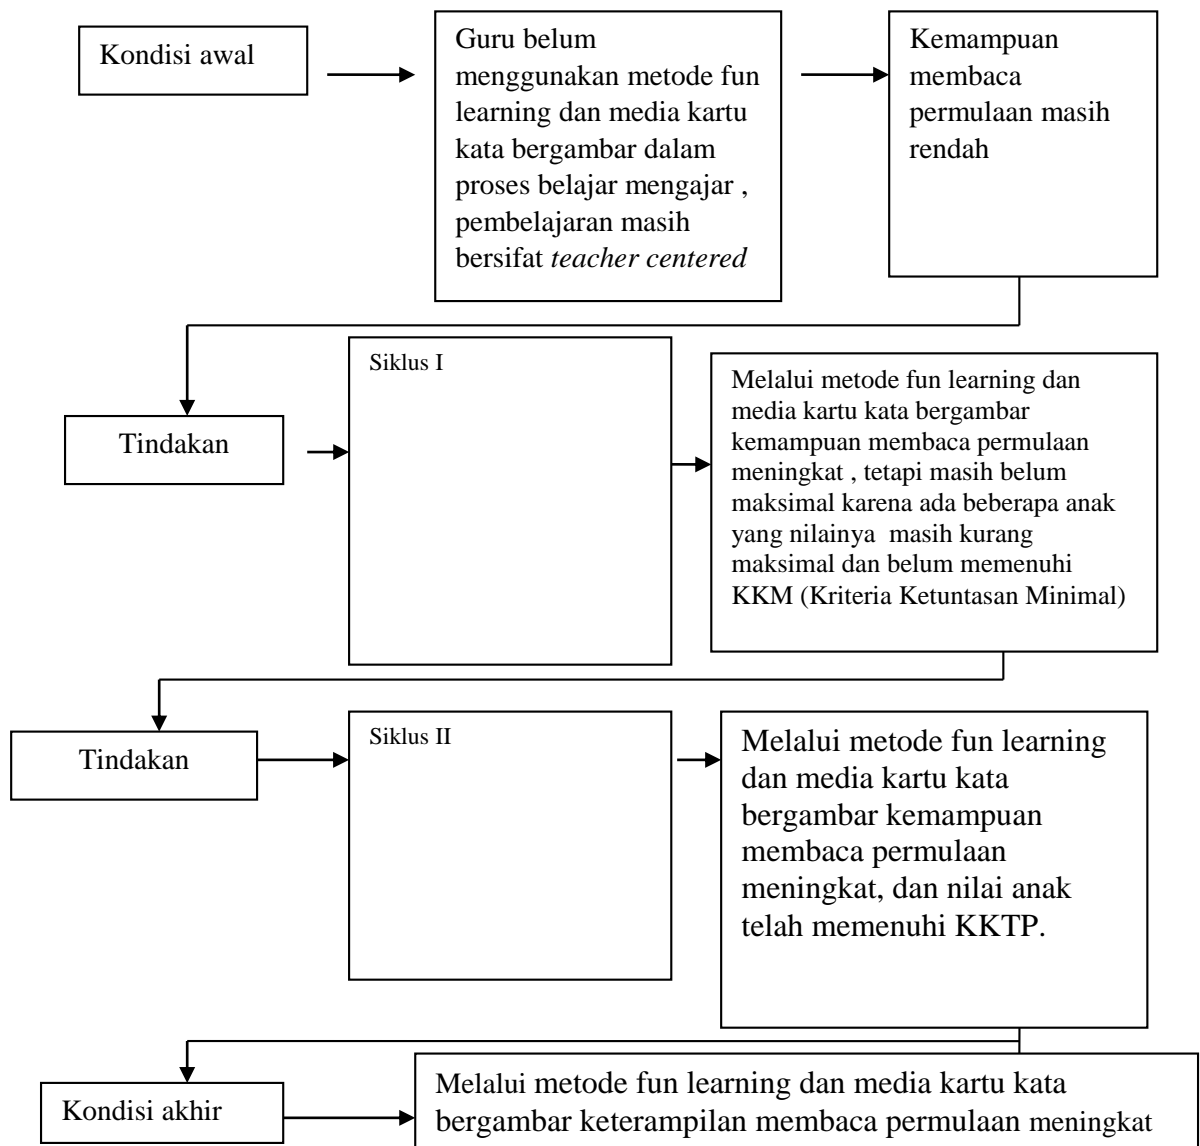 Kondisi awal
Guru belum
menggunakan metode fun
learning dan media kartu
kata bergambar dalam
proses belajar mengajar ,
pembelajaran masih
bersifat teacher centered
Kemampuan
membaca
permulaan masih
rendah
Tindakan
Siklus I
Melalui metode fun learning dan
media kartu kata bergambar
kemampuan membaca permulaan
meningkat , tetapi masih belum
maksimal karena ada beberapa anak
yang nilainya masih kurang
maksimal dan belum memenuhi
KKM (Kriteria Ketuntasan Minimal)
Tindakan
Siklus II
Melalui metode fun learning
dan media kartu kata
bergambar kemampuan
membaca permulaan
meningkat, dan nilai anak
telah memenuhi KKTP.
Kondisi akhir
Melalui metode fun learning dan media kartu kata
bergambar keterampilan membaca permulaan meningkat